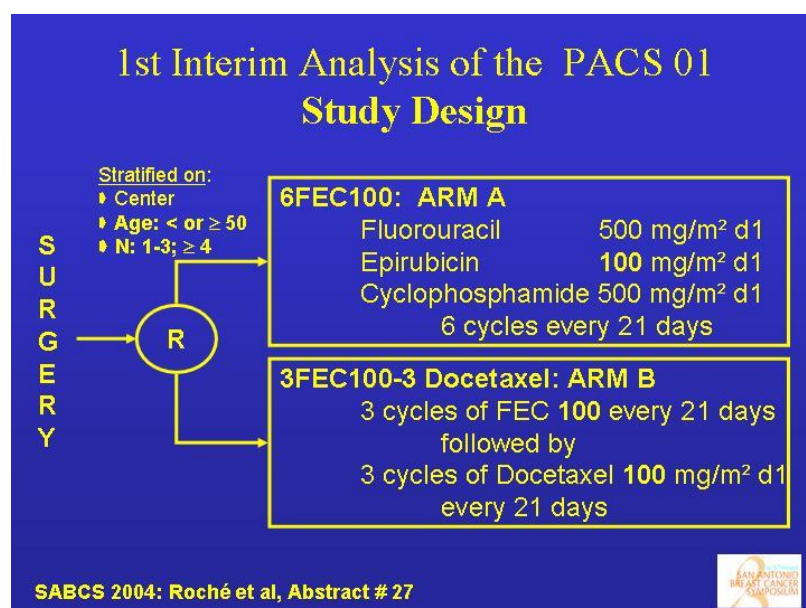 1st Interim Analysis of the PACS 01
Study Design
Stratified on:
Center
Age: < or ≥ 50
N: 1-3; ≥ 4
SURGERY
R
6FEC100: ARM A
Fluorouracil 500 mg/m² d1
Epirubicin 100 mg/m² d1
Cyclophosphamide 500 mg/m² d1
6 cycles every 21 days
3FEC100-3 Docetaxel: ARM B
3 cycles of FEC 100 every 21 days
followed by
3 cycles of Docetaxel 100 mg/m² d1
every 21 days
SABCS 2004: Roché et al, Abstract # 27
SAN ANTONIO
BREAST CANCER
SYMPOSIUM